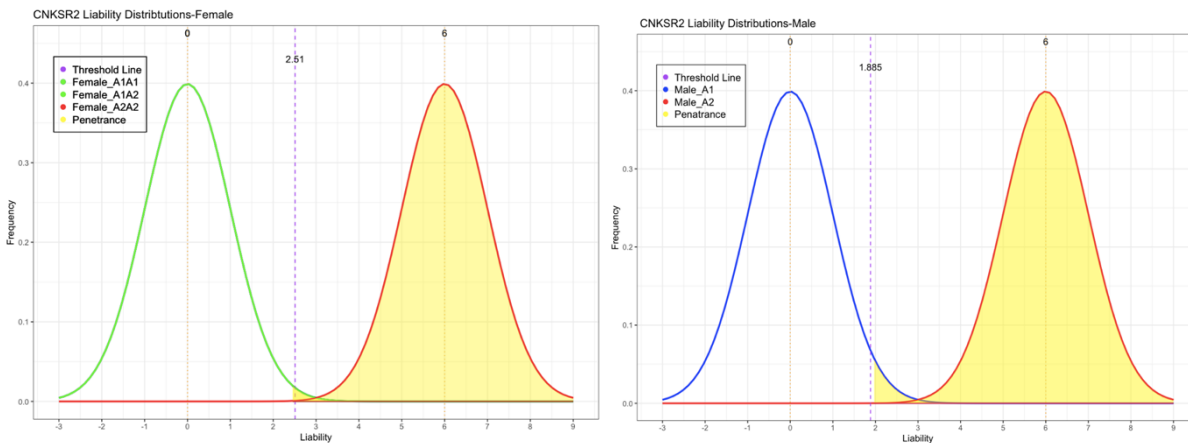 CNKSR2 Liability Distribtutions-Female
0
6
2.51
Threshold Line
Female_A1A1
Female_A1A2
Female_A2A2
Penetrance
0.4
0.3
0.2
0.1
0.0
Frequency
-3 -2 -1 0 1 2 3 4 5 6 7 8 9
Liability
CNKSR2 Liability Distributions-Male
0
6
1.885
Threshold Line
Male_A1
Male_A2
Penatrance
0.4
0.3
0.2
0.1
0.0
Frequency
-3 -2 -1 0 1 2 3 4 5 6 7 8 9
Liability